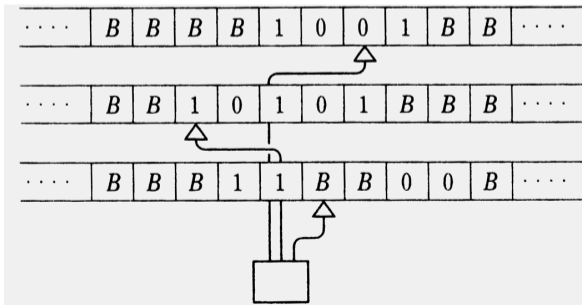 .... B B B B 1 0 0 1 B B ....
.... B B 1 0 1 0 1 B B B ....
.... B B B 1 1 B B 0 0 B ....